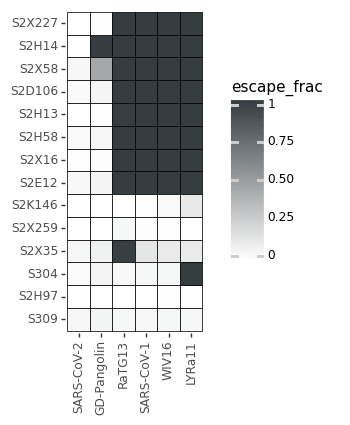 S2X227
S2H14
S2X58
S2D106
S2H13
S2H58
S2X16
S2E12
S2K146
S2X259
S2X35
S304
S2H97
S309
SARS-CoV-2
GD-Pangolin
RaTG13
SARS-CoV-1
WIV16
LYRa11
escape_frac
1
0.75
0.50
0.25
0